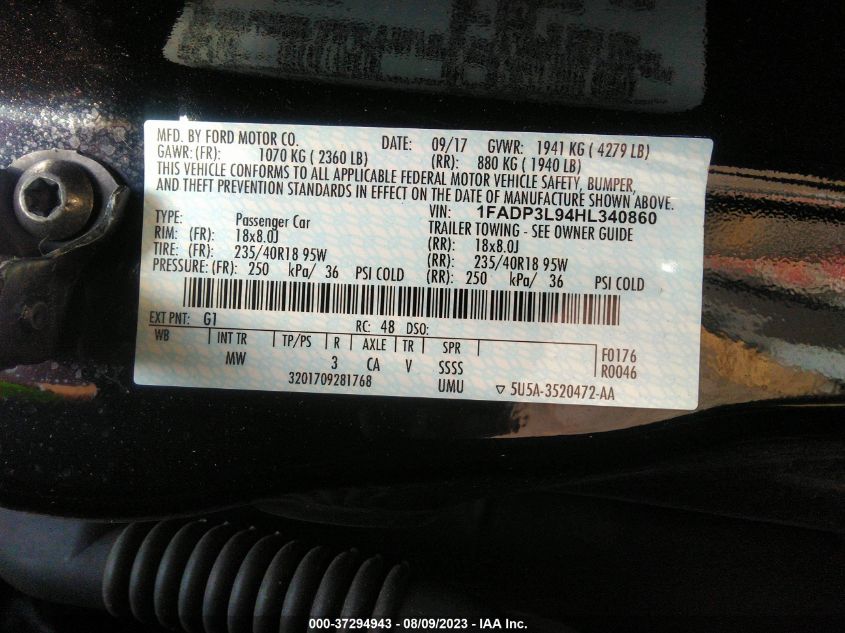 MFD. BY FORD MOTOR CO. DATE: 09/17 GVWR: 1941 KG ( 4279 LB)
GAWR: (FR): 1070 KG ( 2360 LB) (RR): 880 KG ( 1940 LB)
THIS VEHICLE CONFORMS TO ALL APPLICABLE FEDERAL MOTOR VEHICLE SAFETY, BUMPER,
AND THEFT PREVENTION STANDARDS IN EFFECT ON THE DATE OF MANUFACTURE SHOWN ABOVE.
VIN: 1FADP3L94HL340860
TYPE: Passenger Car TRAILER TOWING - SEE OWNER GUIDE
RIM: (FR): 18x8.0J (RR): 18x8.0J
TIRE: (FR): 235/40R18 95W (RR): 235/40R18 95W
PRESSURE: (FR): 250 kPa/ 36 PSI COLD (RR): 250 kPa/ 36 PSI COLD
EXT PNT: G1 RC: 48 DSO:
WB INT TR TP/PS R AXLE TR SPR F0176
MW 3 CA V SSSS R0046
3201709281768 UMU ▽ 5U5A-3520472-AA
000-37294943 - 08/09/2023 - IAA Inc.